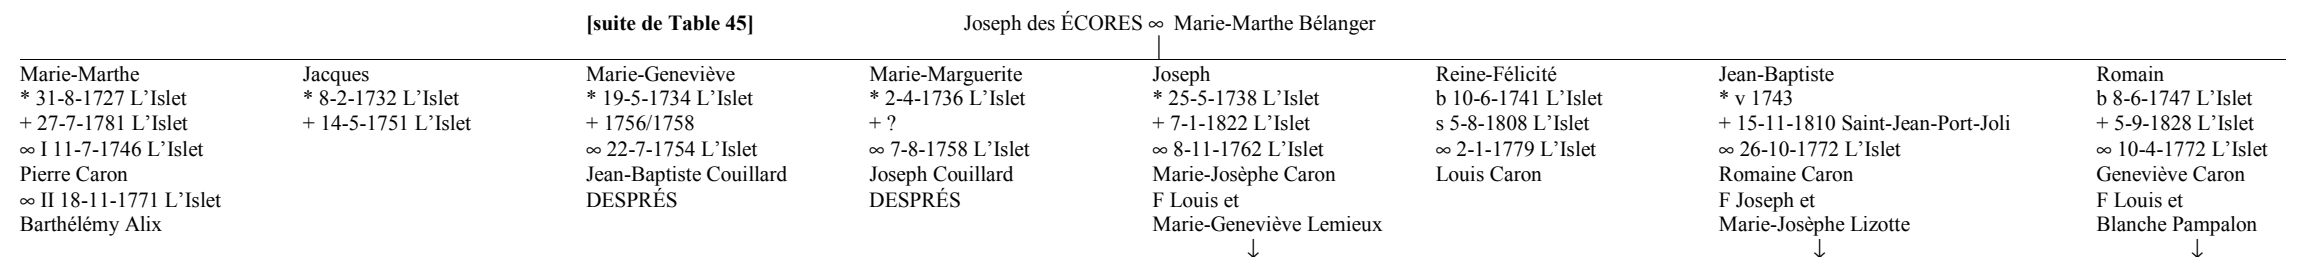 [suite de Table 45] Joseph des ÉCORES ∞ Marie-Marthe Bélanger
Marie-Marthe
* 31-8-1727 L’Islet
+ 27-7-1781 L’Islet
∞ I 11-7-1746 L’Islet
Pierre Caron
∞ II 18-11-1771 L’Islet
Barthélémy Alix
Jacques
* 8-2-1732 L’Islet
+ 14-5-1751 L’Islet
Marie-Geneviève
* 19-5-1734 L’Islet
+ 1756/1758
∞ 22-7-1754 L’Islet
Jean-Baptiste Couillard
DESPRÉS
Marie-Marguerite
* 2-4-1736 L’Islet
+ ?
∞ 7-8-1758 L’Islet
Joseph Couillard
DESPRÉS
Joseph
* 25-5-1738 L’Islet
+ 7-1-1822 L’Islet
∞ 8-11-1762 L’Islet
Marie-Josèphe Caron
F Louis et
Marie-Geneviève Lemieux
↓
Reine-Félicité
b 10-6-1741 L’Islet
s 5-8-1808 L’Islet
∞ 2-1-1779 L’Islet
Louis Caron
Jean-Baptiste
* v 1743
+ 15-11-1810 Saint-Jean-Port-Joli
∞ 26-10-1772 L’Islet
Romaine Caron
F Joseph et
Marie-Josèphe Lizotte
↓
Romain
b 8-6-1747 L’Islet
+ 5-9-1828 L’Islet
∞ 10-4-1772 L’Islet
Geneviève Caron
F Louis et
Blanche Pampalon
↓